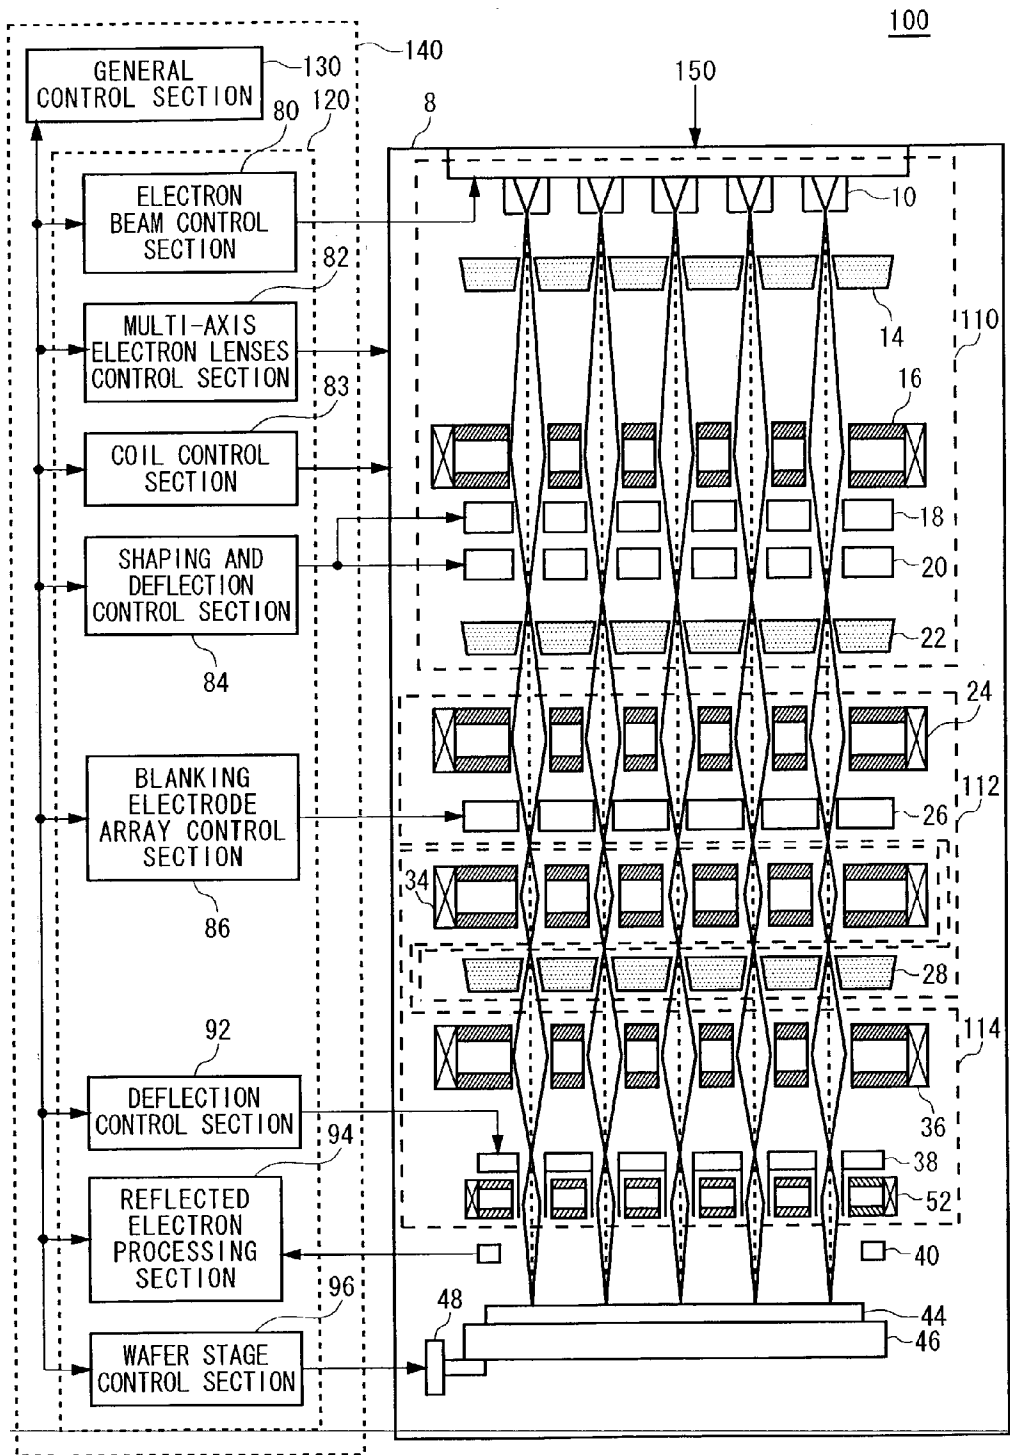 100
140
GENERAL
CONTROL SECTION
130
120
80
ELECTRON
BEAM CONTROL
SECTION
82
MULTI-AXIS
ELECTRON LENSES
CONTROL SECTION
83
COIL CONTROL
SECTION
SHAPING AND
DEFLECTION
CONTROL SECTION
84
BLANKING
ELECTRODE
ARRAY CONTROL
SECTION
86
92
DEFLECTION
CONTROL SECTION
94
REFLECTED
ELECTRON
PROCESSING
SECTION
96
WAFER STAGE
CONTROL SECTION
8
150
10
14
110
16
18
20
22
24
26
112
34
28
114
36
38
52
40
48
44
46